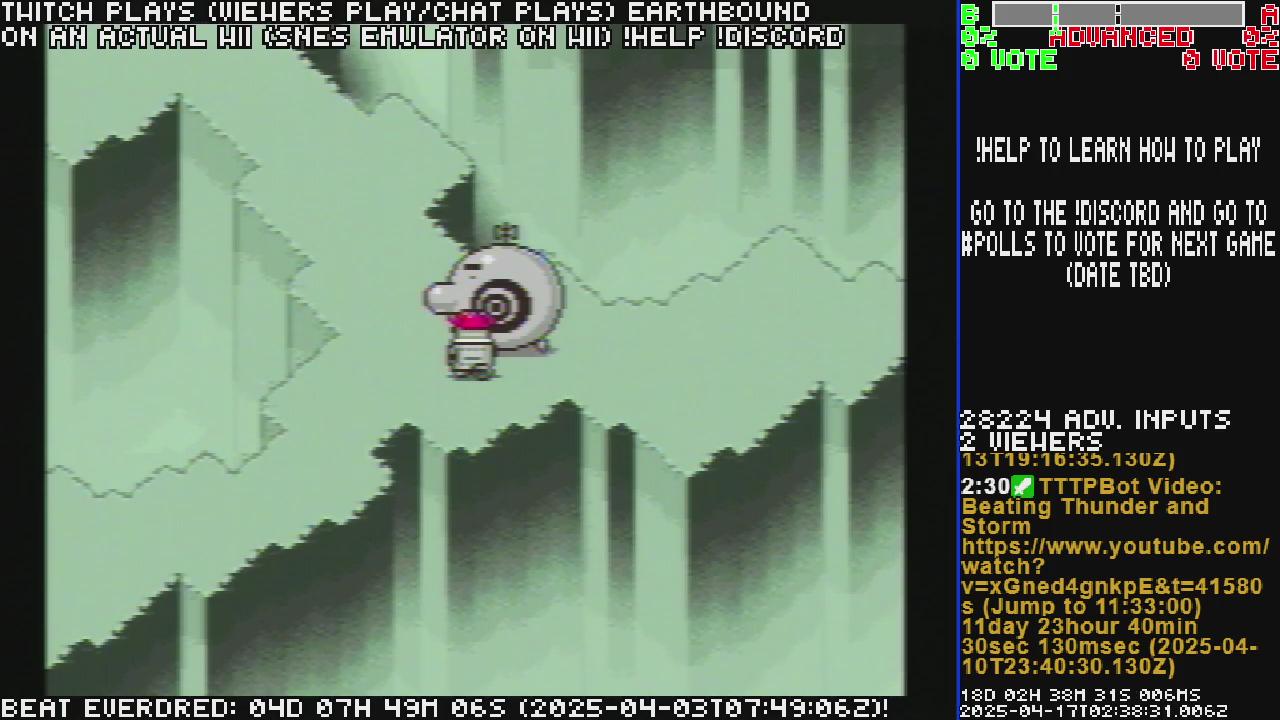 TWITCH PLAYS (VIEWERS PLAY/CHAT PLAYS) EARTHBOUND
ON AN ACTUAL WII (SNES EMULATOR ON WII) !HELP !DISCORD
B A
0% ADVANCED 0%
0 VOTE 0 VOTE
!HELP TO LEARN HOW TO PLAY
GO TO THE !DISCORD AND GO TO
#POLLS TO VOTE FOR NEXT GAME
(DATE TBD)
28224 ADV. INPUTS
2 VIEWERS
13T19:16:35.130Z)
2:30 TTTPBot Video:
Beating Thunder and
Storm
https://www.youtube.com/
watch?
v=xGned4gnkpE&t=41580
s (Jump to 11:33:00)
11day 23hour 40min
30sec 130msec (2025-04-
10T23:40:30.130Z)
18D 02H 38M 31S 006MS
2025-04-17T02:38:31.006Z
BEAT EVERDRED: 04D 07H 49M 06S (2025-04-03T07:49:06Z)!